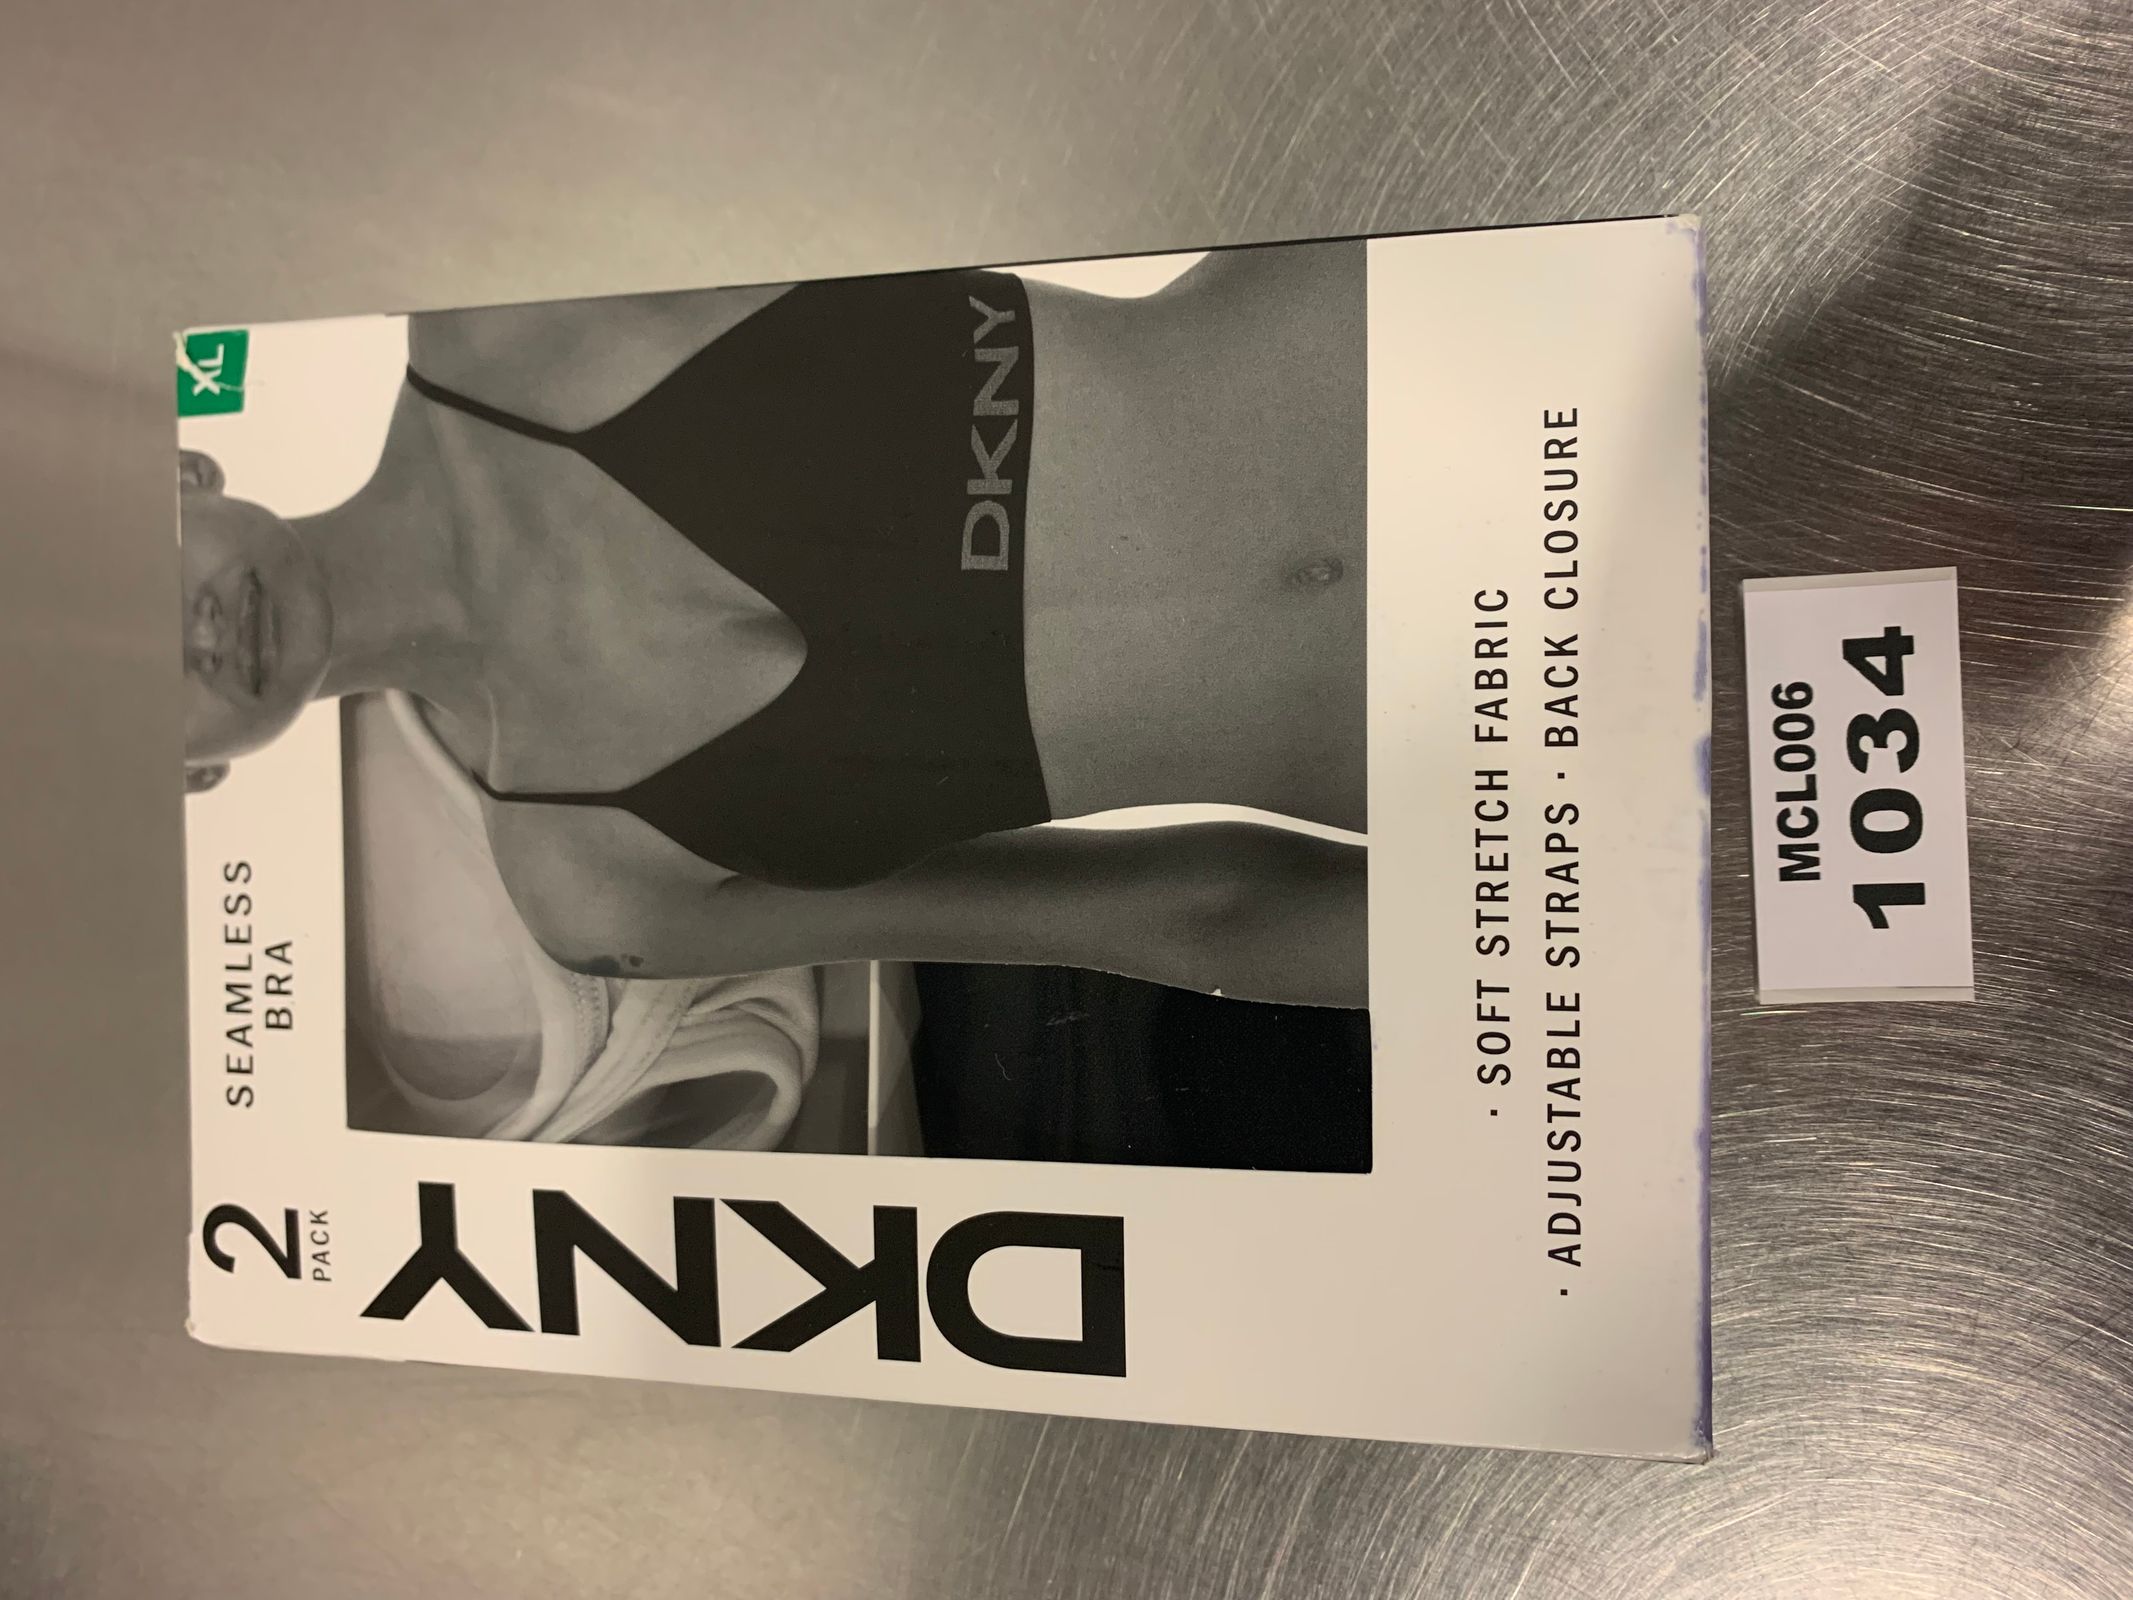 2
PACK
SEAMLESS
BRA
XL
DKNY
DKNY
· SOFT STRETCH FABRIC
· ADJUSTABLE STRAPS · BACK CLOSURE
MCL006
1034